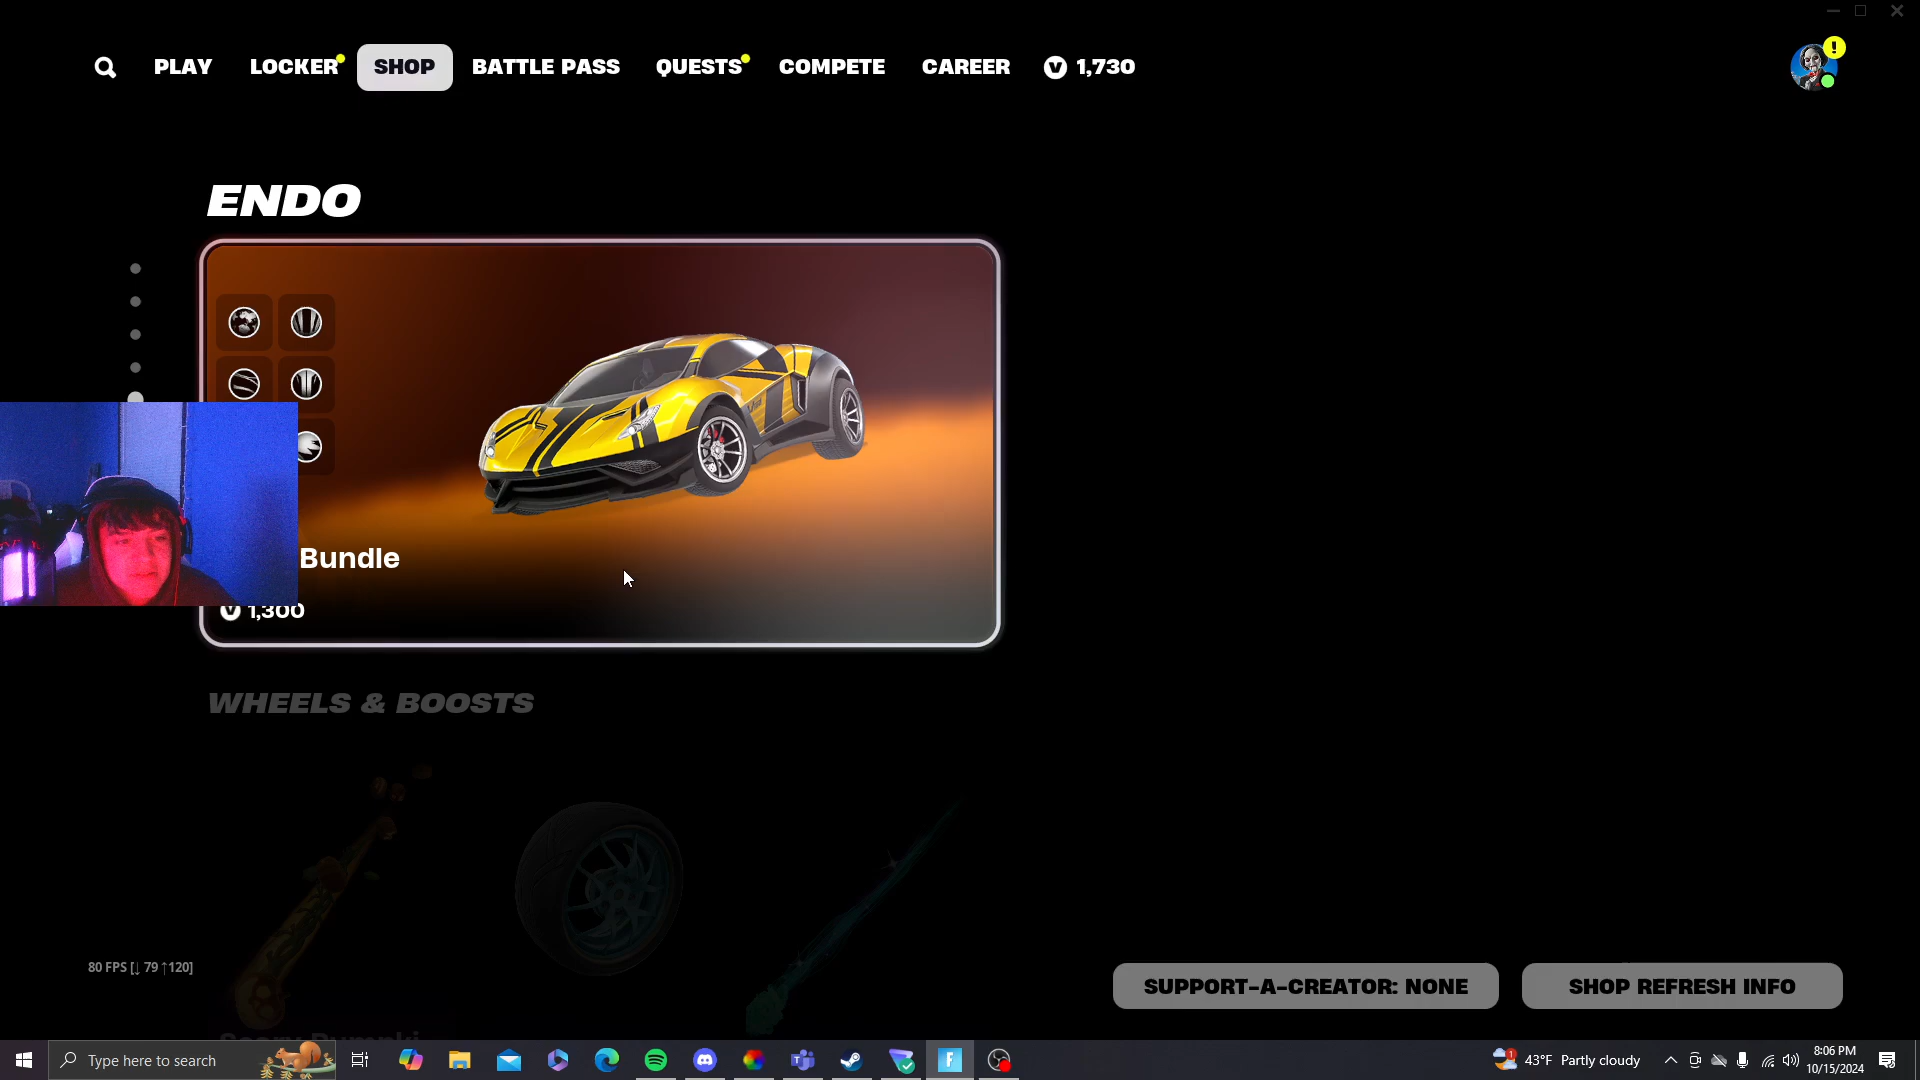 PLAY LOCKER SHOP BATTLE PASS QUESTS COMPETE CAREER 1,730
ENDO
Bundle
1,300
WHEELS & BOOSTS
80 FPS [↓ 79 ↑120]
SUPPORT-A-CREATOR: NONE SHOP REFRESH INFO
Type here to search
43°F Partly cloudy
8:06 PM
10/15/2024